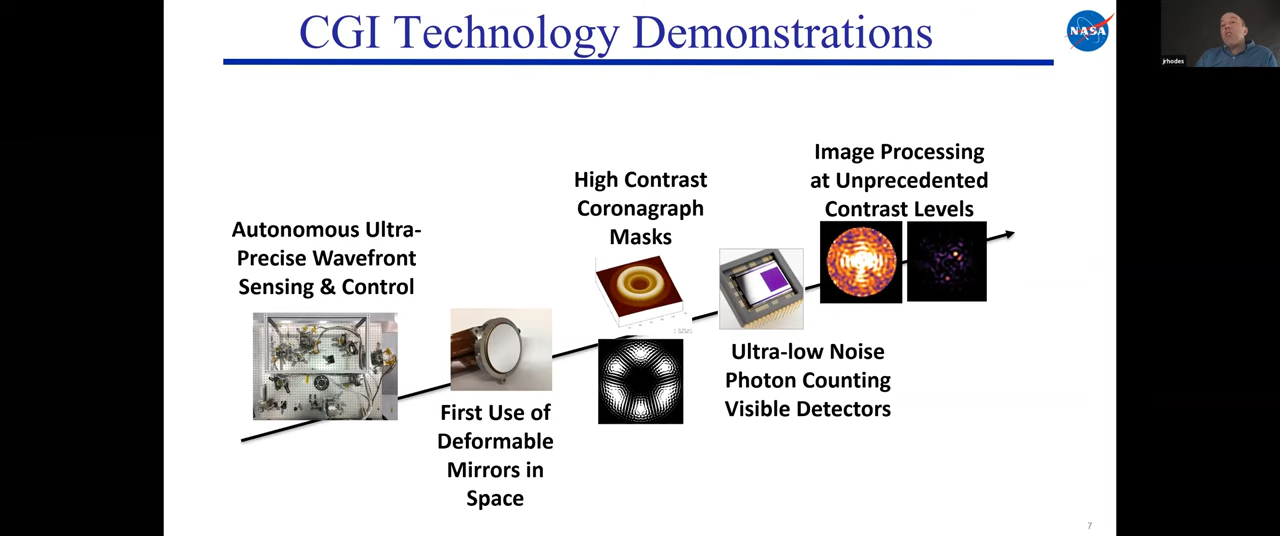 CGI Technology Demonstrations
NASA
jrhodes
Autonomous Ultra-
Precise Wavefront
Sensing & Control
First Use of
Deformable
Mirrors in
Space
High Contrast
Coronagraph
Masks
Ultra-low Noise
Photon Counting
Visible Detectors
Image Processing
at Unprecedented
Contrast Levels
7